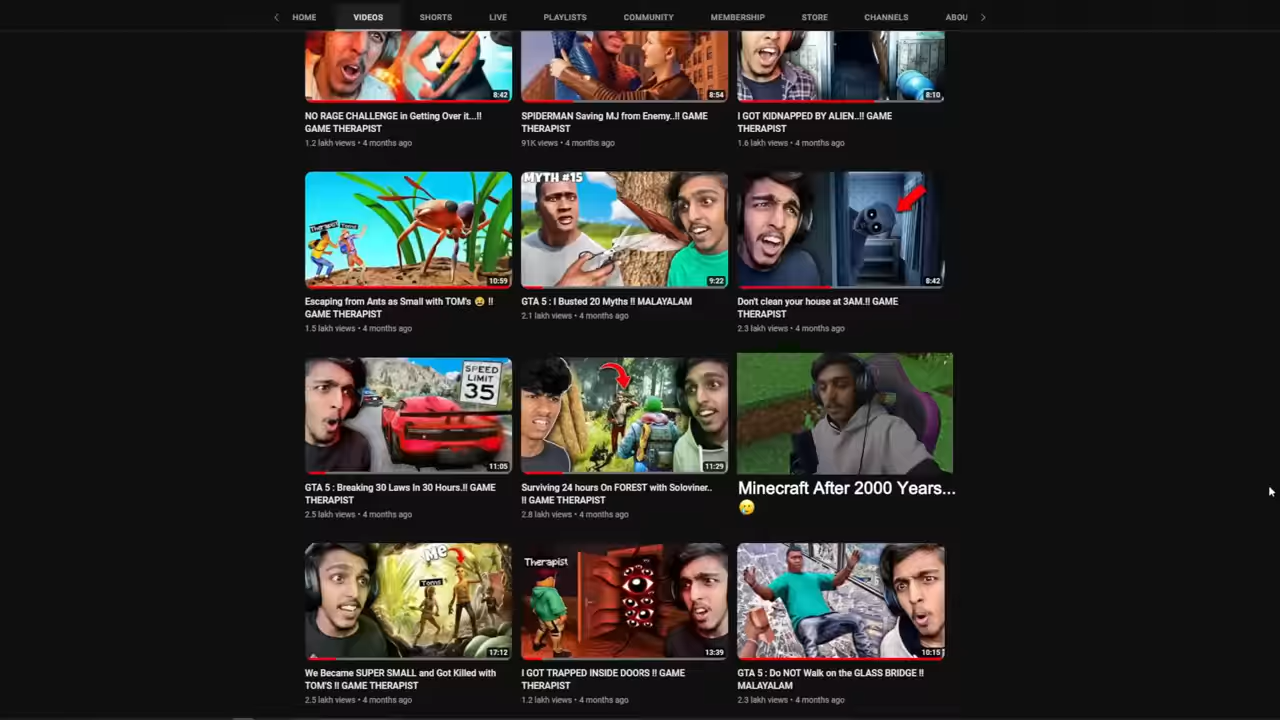 HOME VIDEOS SHORTS LIVE PLAYLISTS COMMUNITY MEMBERSHIP STORE CHANNELS ABOU
8:42 8:54 8:10
NO RAGE CHALLENGE in Getting Over it...!!
GAME THERAPIST
1.2 lakh views • 4 months ago
SPIDERMAN Saving MJ from Enemy..!! GAME
THERAPIST
91K views • 4 months ago
I GOT KIDNAPPED BY ALIEN..!! GAME
THERAPIST
1.6 lakh views • 4 months ago
Therapist Toms
10:59
MYTH #15
9:22
8:42
Escaping from Ants as Small with TOM's 😆 !!
GAME THERAPIST
1.5 lakh views • 4 months ago
GTA 5 : I Busted 20 Myths !! MALAYALAM
2.1 lakh views • 4 months ago
Don't clean your house at 3AM.!! GAME
THERAPIST
2.3 lakh views • 4 months ago
SPEED
LIMIT
35
11:05
11:29
GTA 5 : Breaking 30 Laws In 30 Hours.!! GAME
THERAPIST
2.5 lakh views • 4 months ago
Surviving 24 hours On FOREST with Soloviner..
!! GAME THERAPIST
2.8 lakh views • 4 months ago
Minecraft After 2000 Years...
🥲
Me
Toms
17:12
Therapist
13:39
10:15
We Became SUPER SMALL and Got Killed with
TOM'S !! GAME THERAPIST
2.5 lakh views • 4 months ago
I GOT TRAPPED INSIDE DOORS !! GAME
THERAPIST
1.2 lakh views • 4 months ago
GTA 5 : Do NOT Walk on the GLASS BRIDGE !!
MALAYALAM
2.3 lakh views • 4 months ago